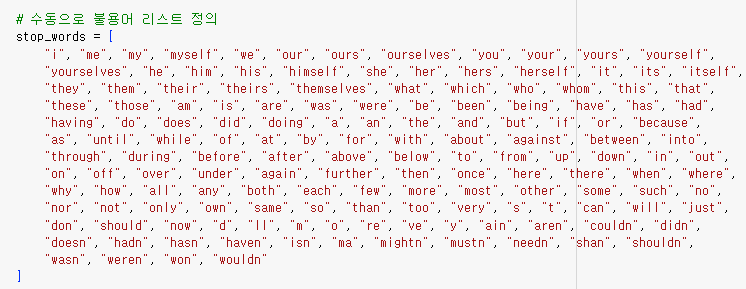 # 수동으로 불용어 리스트 정의
stop_words = [
"i", "me", "my", "myself", "we", "our", "ours", "ourselves", "you", "your", "yours", "yourself",
"yourselves", "he", "him", "his", "himself", "she", "her", "hers", "herself", "it", "its", "itself",
"they", "them", "their", "theirs", "themselves", "what", "which", "who", "whom", "this", "that",
"these", "those", "am", "is", "are", "was", "were", "be", "been", "being", "have", "has", "had",
"having", "do", "does", "did", "doing", "a", "an", "the", "and", "but", "if", "or", "because",
"as", "until", "while", "of", "at", "by", "for", "with", "about", "against", "between", "into",
"through", "during", "before", "after", "above", "below", "to", "from", "up", "down", "in", "out",
"on", "off", "over", "under", "again", "further", "then", "once", "here", "there", "when", "where",
"why", "how", "all", "any", "both", "each", "few", "more", "most", "other", "some", "such", "no",
"nor", "not", "only", "own", "same", "so", "than", "too", "very", "s", "t", "can", "will", "just",
"don", "should", "now", "d", "ll", "m", "o", "re", "ve", "y", "ain", "aren", "couldn", "didn",
"doesn", "hadn", "hasn", "haven", "isn", "ma", "mightn", "mustn", "needn", "shan", "shouldn",
"wasn", "weren", "won", "wouldn"
]